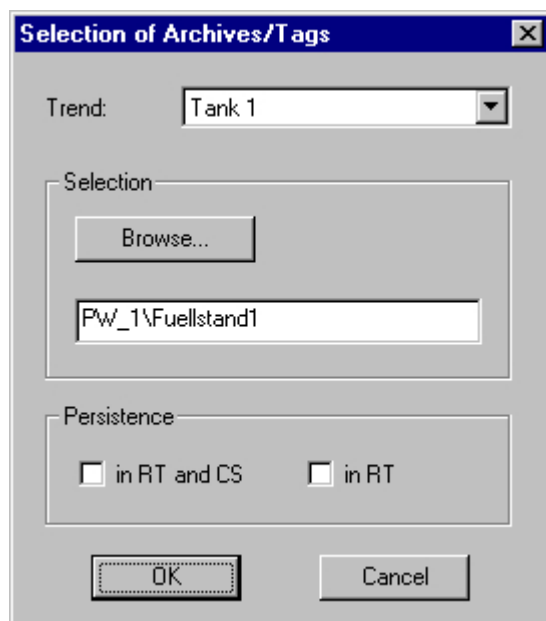 Selection of Archives/Tags
Trend: Tank 1
Selection
Browse...
PW_1\Fuellstand1
Persistence
in RT and CS in RT
OK Cancel